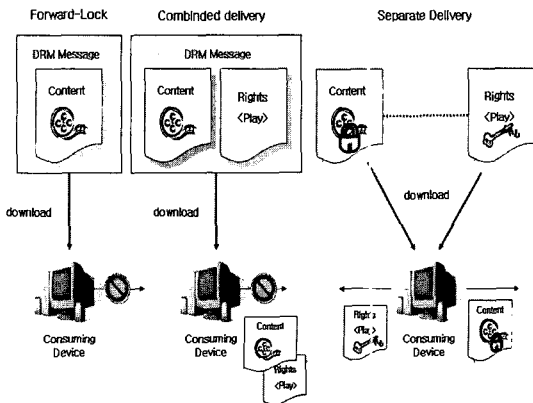 Forward-Lock
Combinded delivery
Separate Delivery
DRM Message
Content
DRM Message
Content
Rights
<Play>
Content
Rights
<Play>
download
download
download
Consuming
Device
Consuming
Device
Content
Rights
<Play>
Rights
<Play>
Consuming
Device
Content